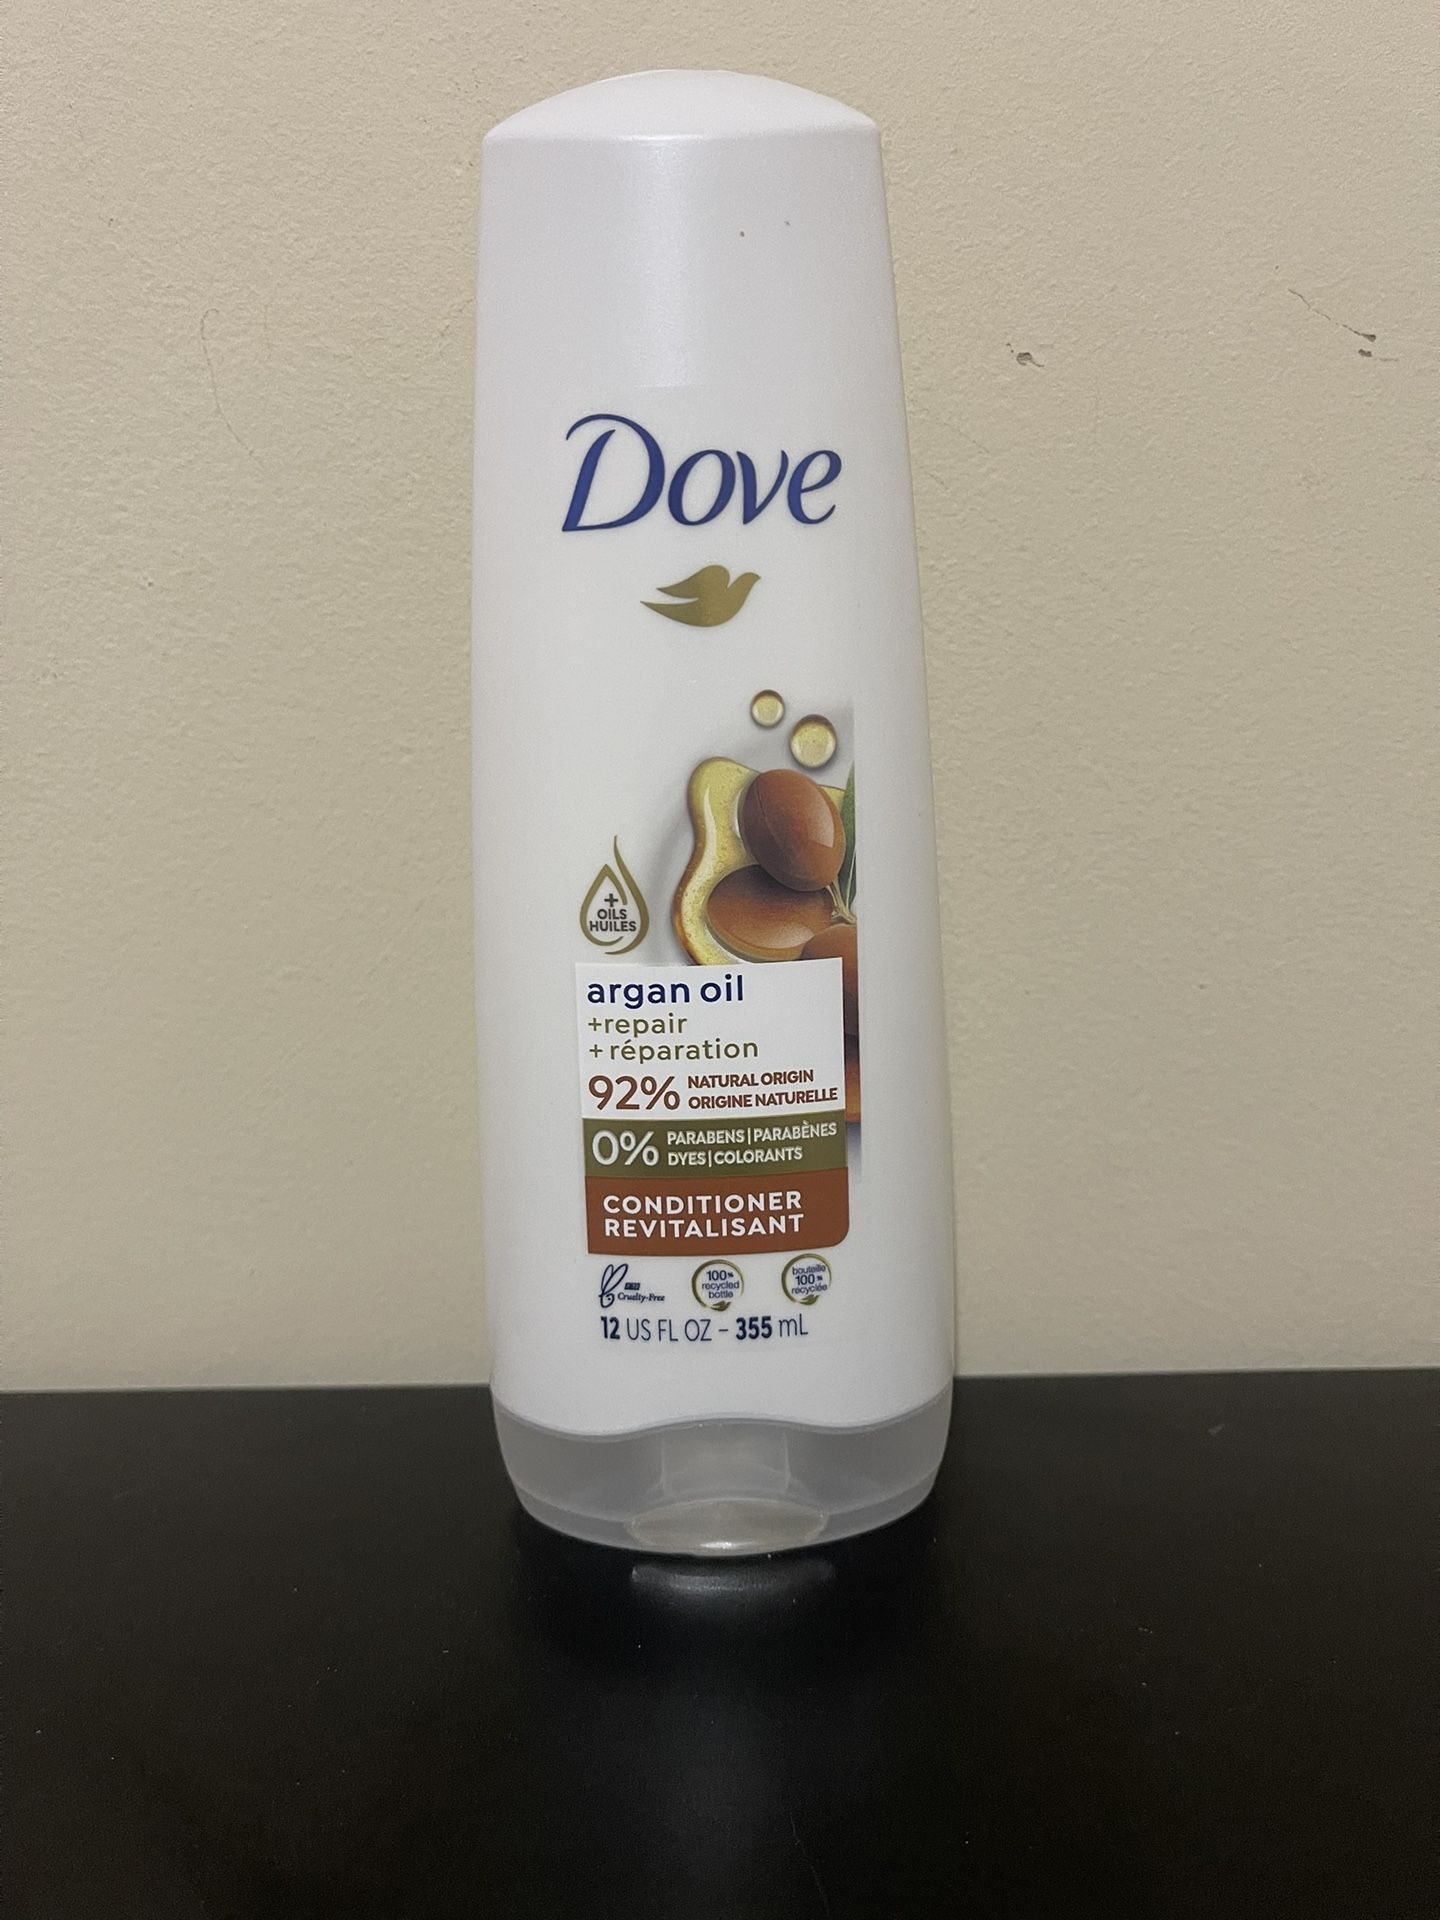 Dove
+
OILS
HUILES
argan oil
+repair
+réparation
92% NATURAL ORIGIN
ORIGINE NATURELLE
0% PARABENS|PARABÈNES
DYES|COLORANTS
CONDITIONER
REVITALISANT
Cruelty-Free
100%
recycled
bottle
bouteille
100%
recyclée
12 US FL OZ - 355 mL